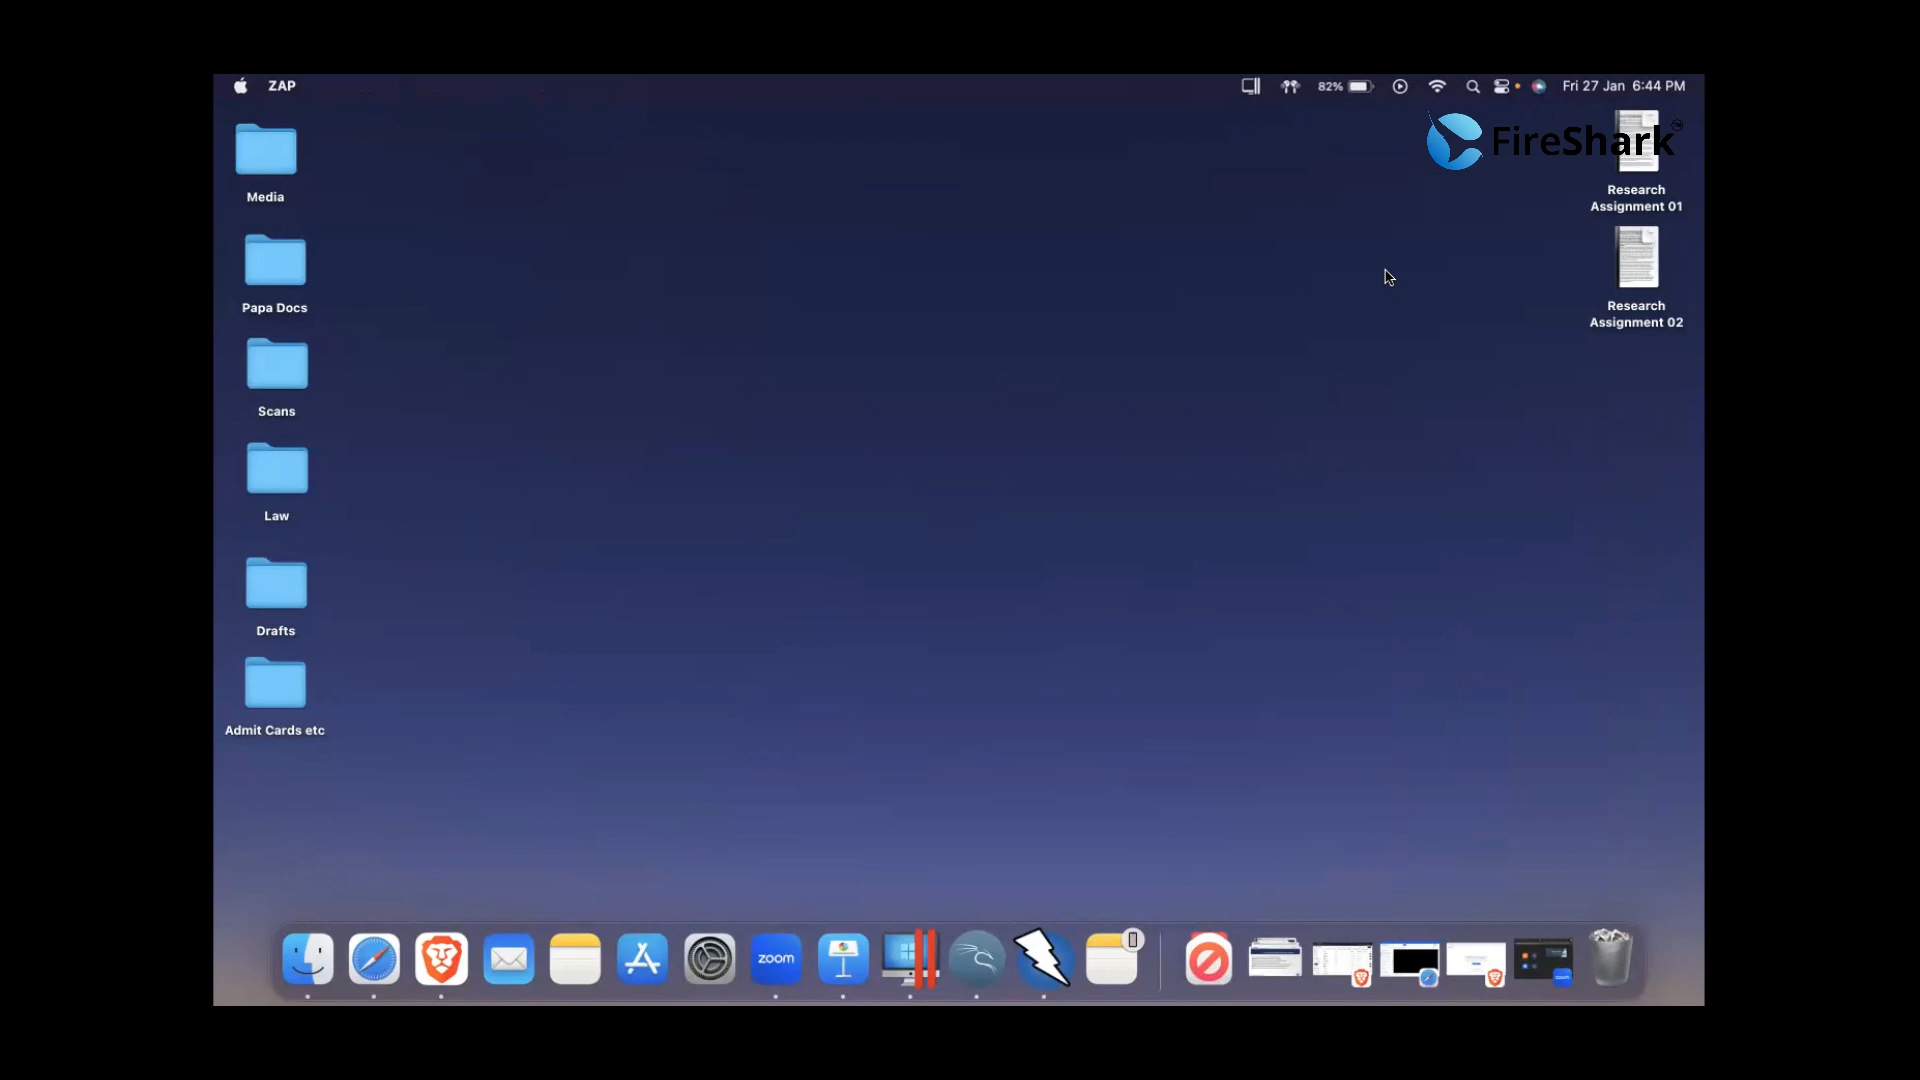 ZAP
82%
Fri 27 Jan 6:44 PM
FireShark™
Media
Research
Assignment 01
Papa Docs
Research
Assignment 02
Scans
Law
Drafts
Admit Cards etc
zoom